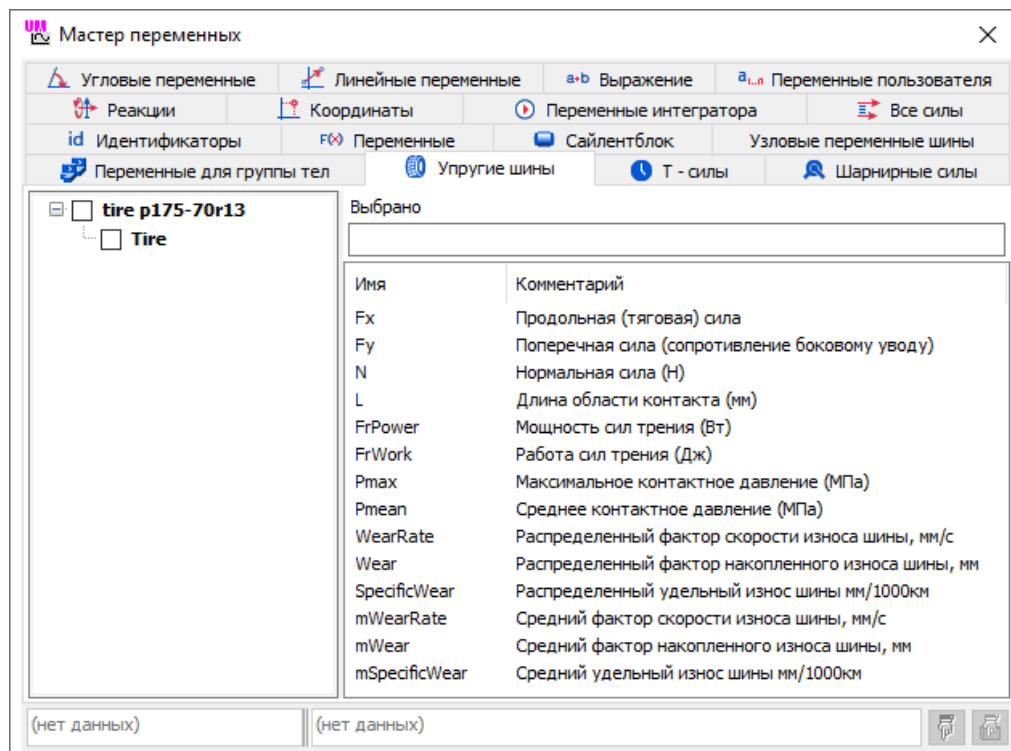 UM Мастер переменных
Угловые переменные Линейные переменные a+b Выражение a1..n Переменные пользователя
Реакции Координаты Переменные интегратора Все силы
id Идентификаторы F(x) Переменные Сайлентблок Узловые переменные шины
Переменные для группы тел Упругие шины T - силы Шарнирные силы
tire p175-70r13
Tire
Выбрано
Имя Комментарий
Fx Продольная (тяговая) сила
Fy Поперечная сила (сопротивление боковому уводу)
N Нормальная сила (Н)
L Длина области контакта (мм)
FrPower Мощность сил трения (Вт)
FrWork Работа сил трения (Дж)
Pmax Максимальное контактное давление (МПа)
Pmean Среднее контактное давление (МПа)
WearRate Распределенный фактор скорости износа шины, мм/с
Wear Распределенный фактор накопленного износа шины, мм
SpecificWear Распределенный удельный износ шины мм/1000км
mWearRate Средний фактор скорости износа шины, мм/с
mWear Средний фактор накопленного износа шины, мм
mSpecificWear Средний удельный износ шины мм/1000км
(нет данных) (нет данных)